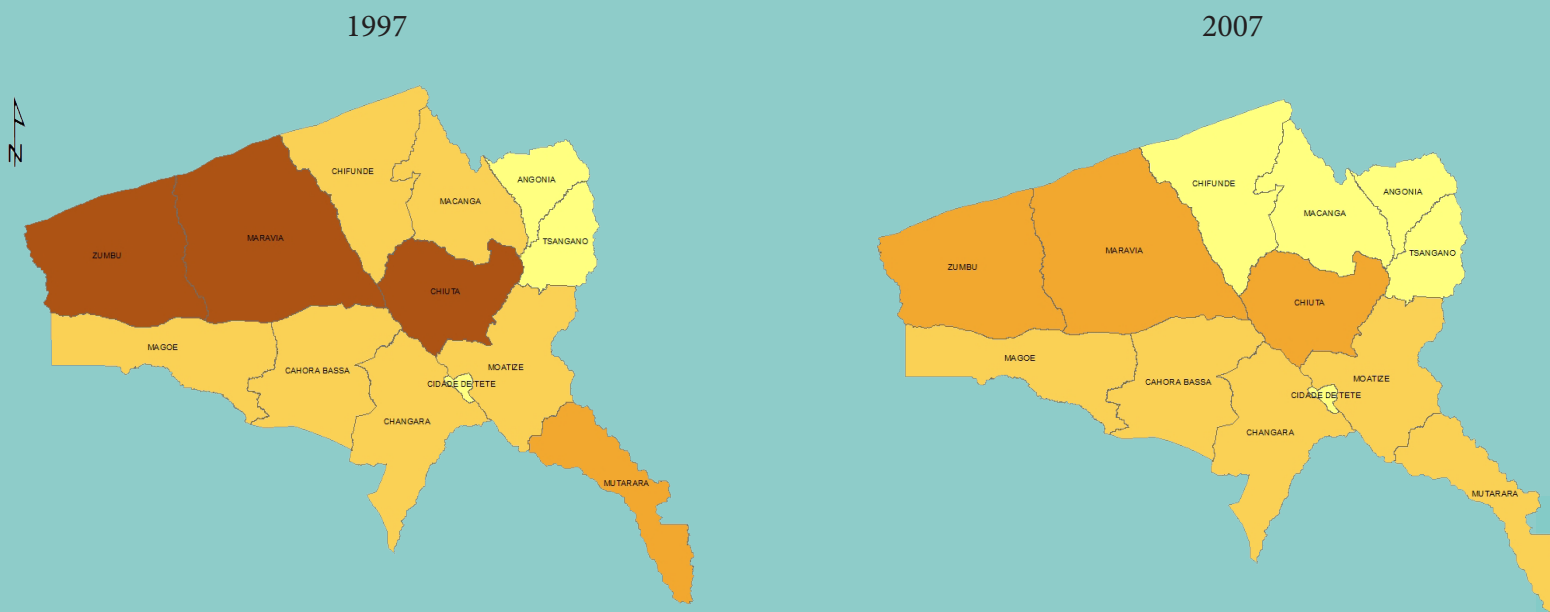 1997
2007
N
CHIFUNDE
MACANGA
ANGONIA
TSANGANO
MARAVIA
ZUMBU
CHIUTA
MAGOE
CAHORA BASSA
MOATIZE
CIDADE DE TETE
CHANGARA
MUTARARA
CHIFUNDE
MACANGA
ANGONIA
TSANGANO
MARAVIA
ZUMBU
CHIUTA
MAGOE
CAHORA BASSA
MOATIZE
CIDADE DE TETE
CHANGARA
MUTARARA